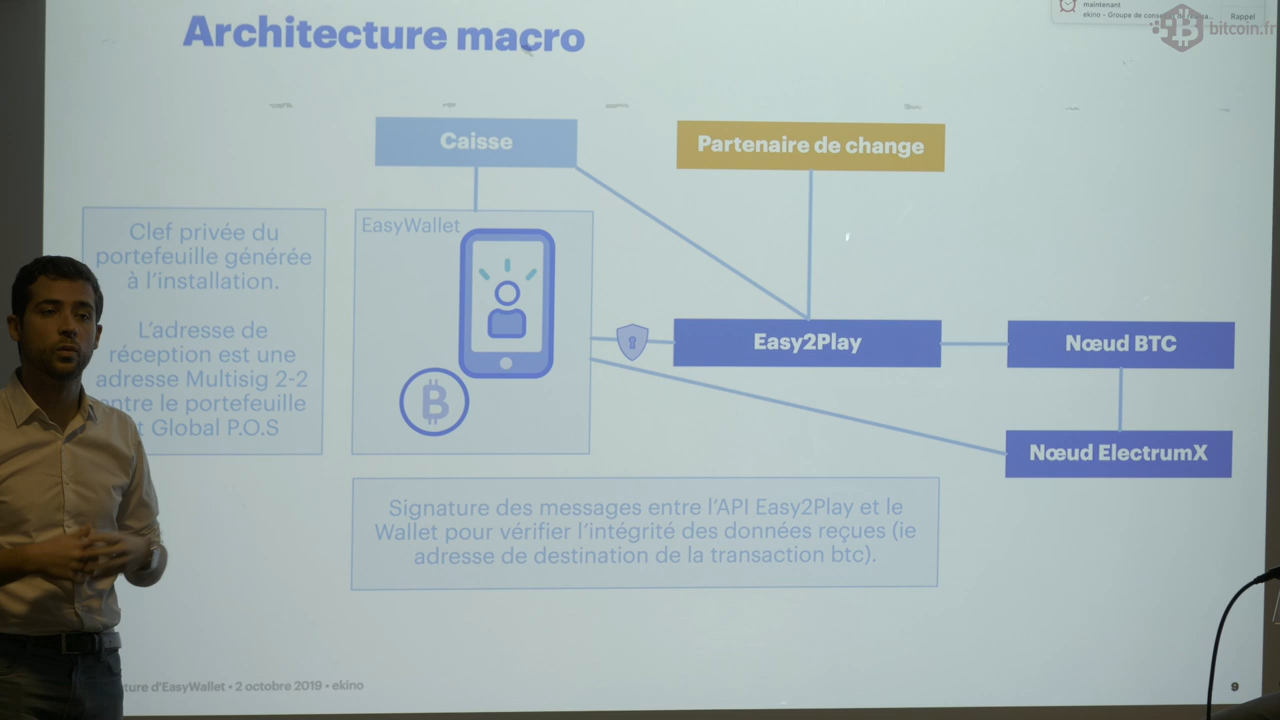 Architecture macro
maintenant
Rappel
bitcoin.fr
Caisse
Partenaire de change
Clef privée du
portefeuille générée
à l'installation.
L'adresse de
réception est une
adresse Multisig 2-2
entre le portefeuille
t Global P.O.S
EasyWallet
Easy2Play
Nœud BTC
Nœud ElectrumX
Signature des messages entre l'API Easy2Play et le
Wallet pour vérifier l'intégrité des données reçues (ie
adresse de destination de la transaction btc).
ture d'EasyWallet • 2 octobre 2019 • ekino
9